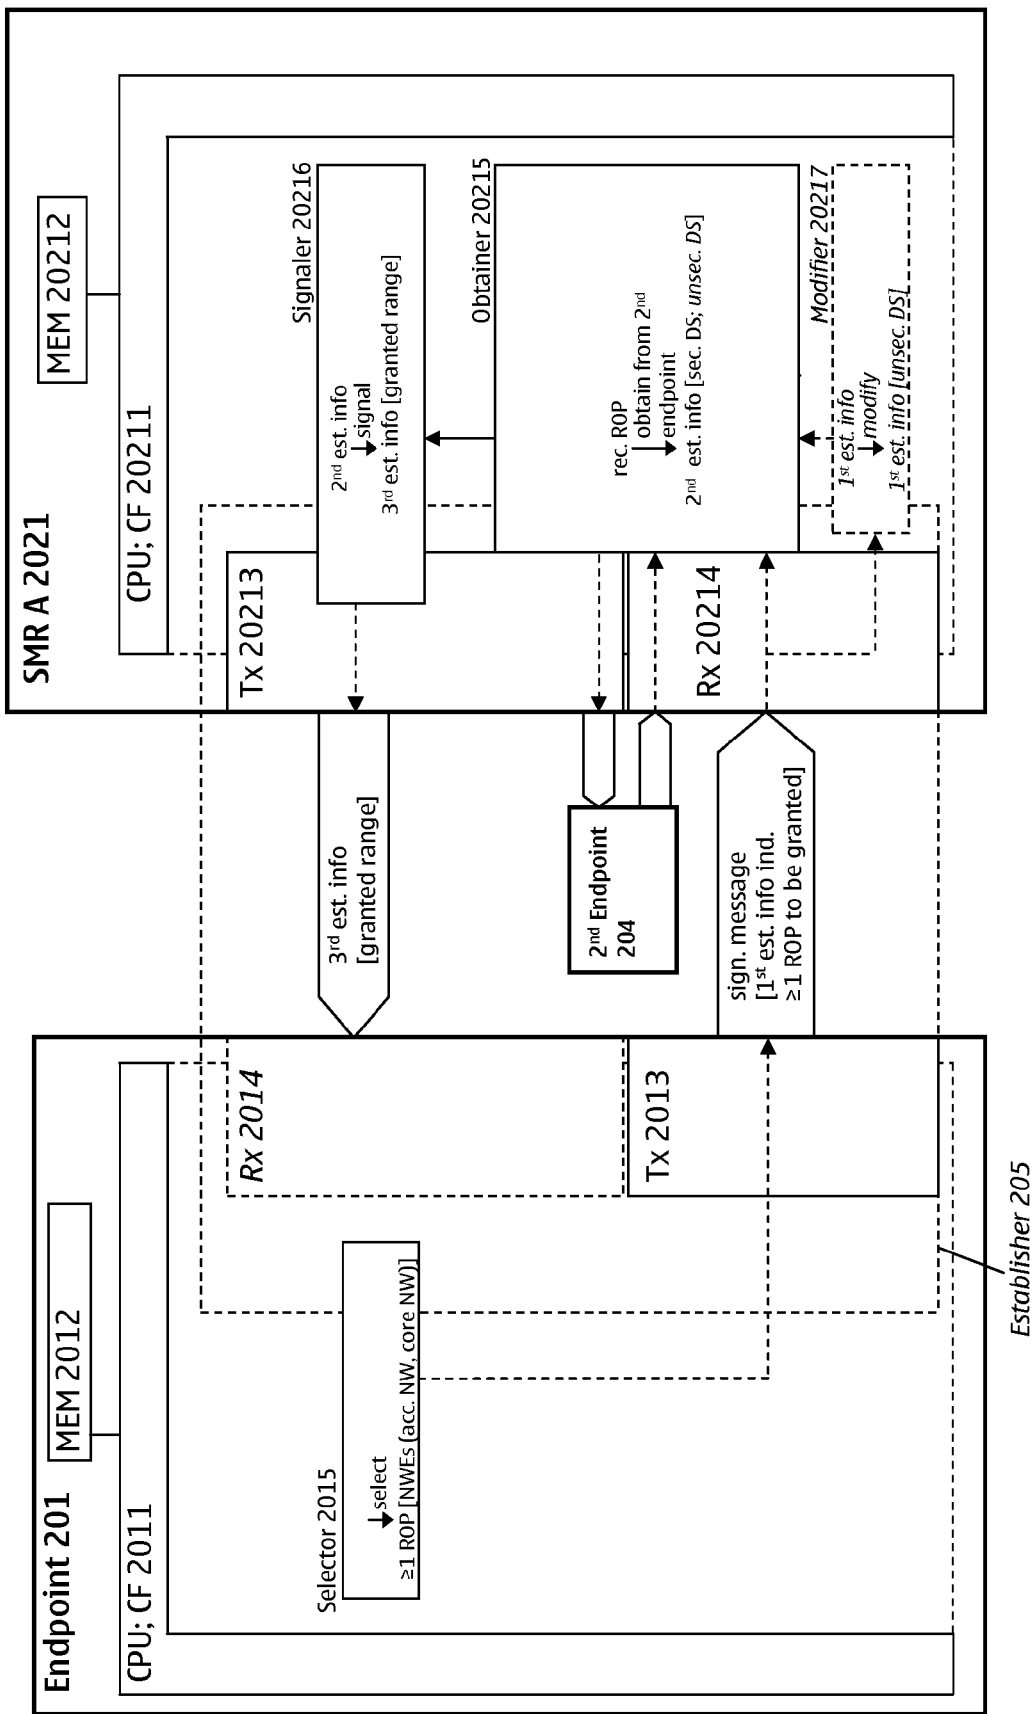 Endpoint 201
MEM 2012
CPU; CF 2011
Selector 2015
select
≥1 ROP [NWEs (acc. NW, core NW)]
Rx 2014
Tx 2013
Establisher 205
3rd est. info
[granted range]
2nd Endpoint
204
sign. message
[1st est. info ind.
≥1 ROP to be granted]
SMR A 2021
MEM 20212
CPU; CF 20211
Tx 20213
Rx 20214
Signaler 20216
2nd est. info
signal
3rd est. info [granted range]
Obtainer 20215
rec. ROP
obtain from 2nd
endpoint
2nd est. info [sec. DS; unsec. DS]
Modifier 20217
1st est. info
modify
1st est. info [unsec. DS]